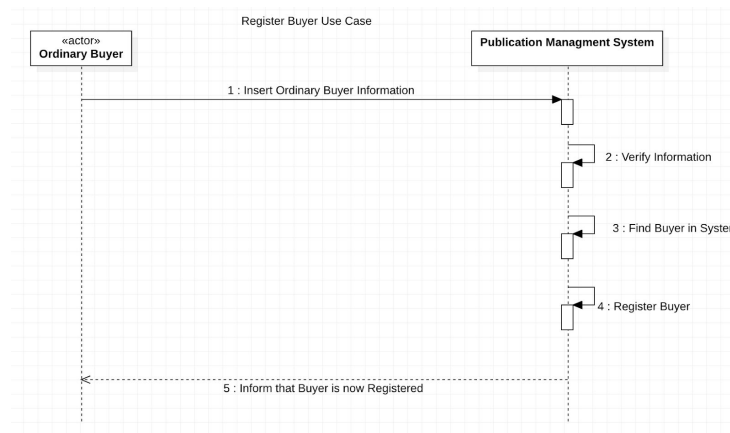 Register Buyer Use Case
«actor»
Ordinary Buyer
Publication Managment System
1 : Insert Ordinary Buyer Information
2 : Verify Information
3 : Find Buyer in Syste
4 : Register Buyer
5 : Inform that Buyer is now Registered